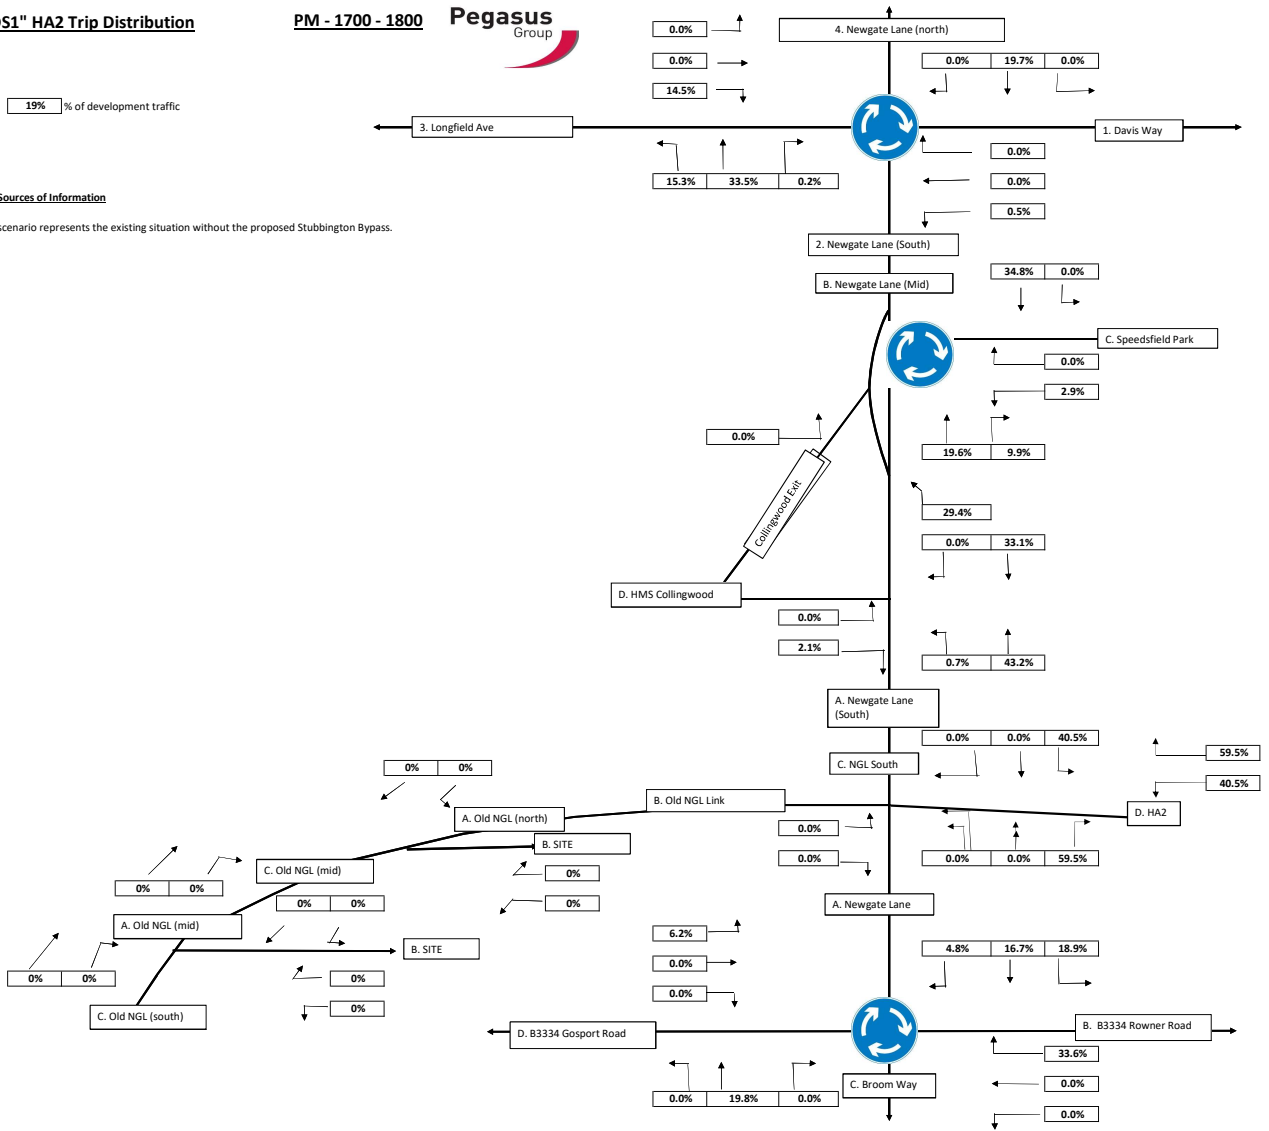 OS1" HA2 Trip Distribution
PM - 1700 - 1800
Pegasus
Group
19% % of development traffic
Sources of Information
scenario represents the existing situation without the proposed Stubbington Bypass.
0.0%
0.0%
14.5%
4. Newgate Lane (north)
0.0% 19.7% 0.0%
3. Longfield Ave
1. Davis Way
15.3% 33.5% 0.2%
0.0%
0.0%
0.5%
2. Newgate Lane (South)
B. Newgate Lane (Mid)
34.8% 0.0%
C. Speedsfield Park
0.0%
2.9%
0.0%
19.6% 9.9%
Collingwood Exit
29.4%
0.0% 33.1%
D. HMS Collingwood
0.0%
2.1%
0.7% 43.2%
A. Newgate Lane
(South)
0.0% 0.0% 40.5%
59.5%
40.5%
C. NGL South
0% 0%
B. Old NGL Link
A. Old NGL (north)
D. HA2
0.0%
0.0%
0.0% 0.0% 59.5%
B. SITE
C. Old NGL (mid)
0%
0%
0% 0%
0% 0%
A. Old NGL (mid)
A. Newgate Lane
6.2%
0.0%
0.0%
4.8% 16.7% 18.9%
B. SITE
0% 0%
0%
0%
C. Old NGL (south)
D. B3334 Gosport Road
B. B3334 Rowner Road
33.6%
0.0%
0.0%
C. Broom Way
0.0% 19.8% 0.0%